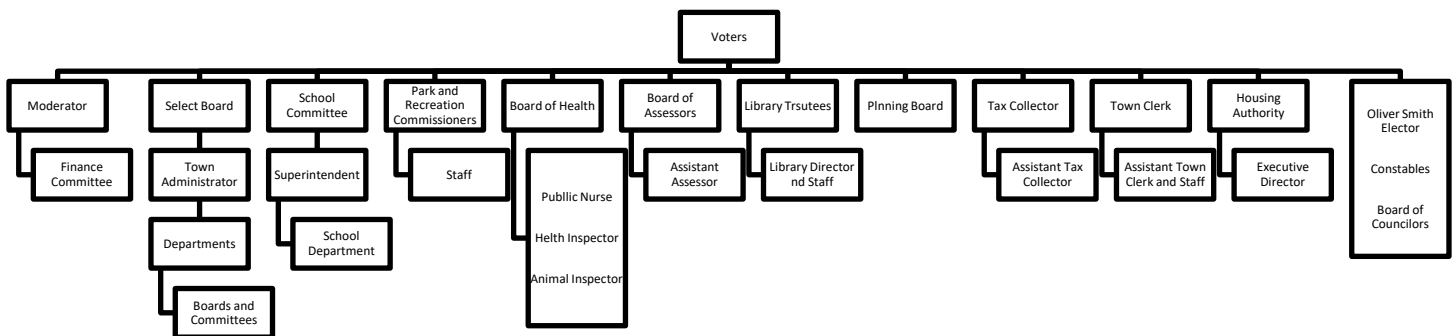 Voters
Moderator
Select Board
School
Committee
Park and
Recreation
Commissioners
Board of Health
Board of
Assessors
Library Trsutees
Plnning Board
Tax Collector
Town Clerk
Housing
Authority
Oliver Smith
Elector
Constables
Board of
Councilors
Finance
Committee
Town
Administrator
Superintendent
Staff
Publlic Nurse
Helth Inspector
Animal Inspector
Assistant
Assessor
Library Director
nd Staff
Assistant Tax
Collector
Assistant Town
Clerk and Staff
Executive
Director
Departments
School
Department
Boards and
Committees